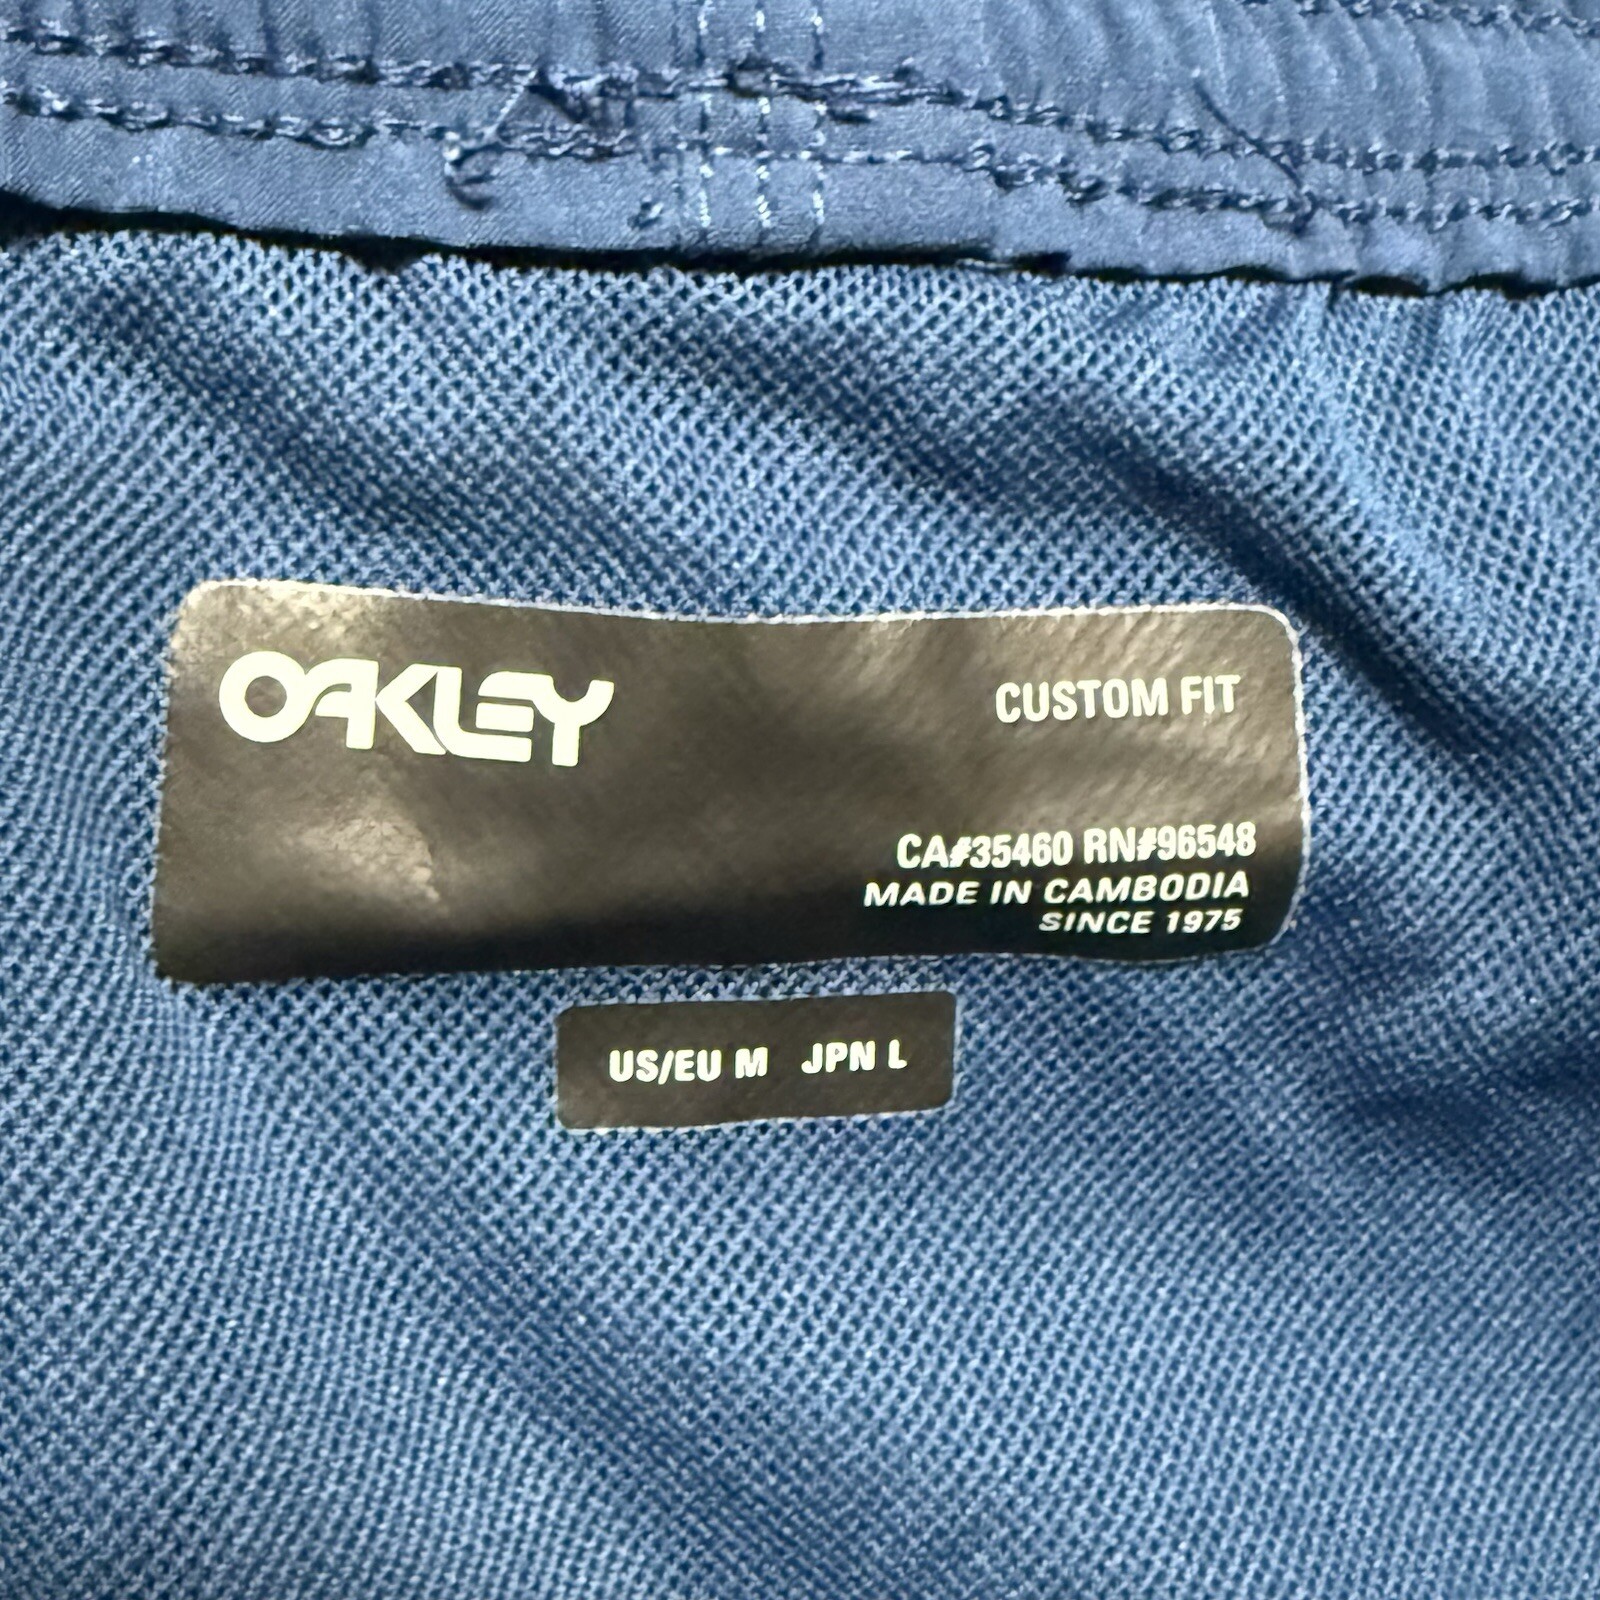 OAKLEY
CUSTOM FIT
CA#35460 RN#96548
MADE IN CAMBODIA
SINCE 1975
US/EU M JPN L